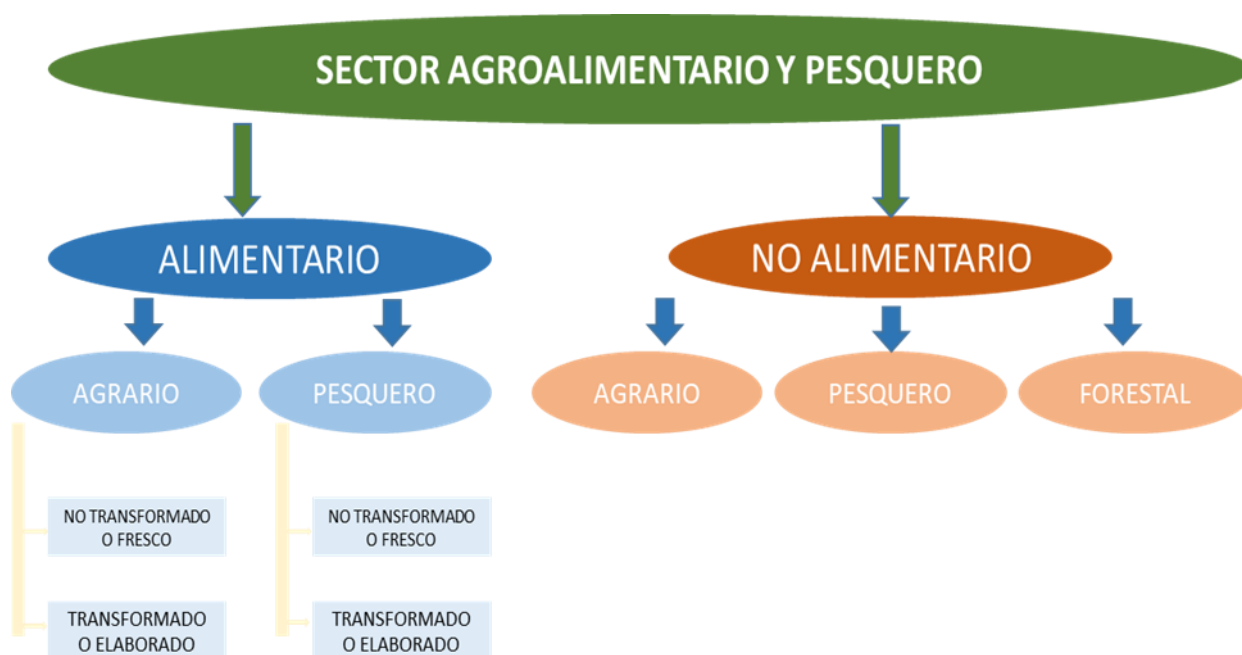 SECTOR AGROALIMENTARIO Y PESQUERO
ALIMENTARIO
NO ALIMENTARIO
AGRARIO
PESQUERO
AGRARIO
PESQUERO
FORESTAL
NO TRANSFORMADO
O FRESCO
NO TRANSFORMADO
O FRESCO
TRANSFORMADO
O ELABORADO
TRANSFORMADO
O ELABORADO